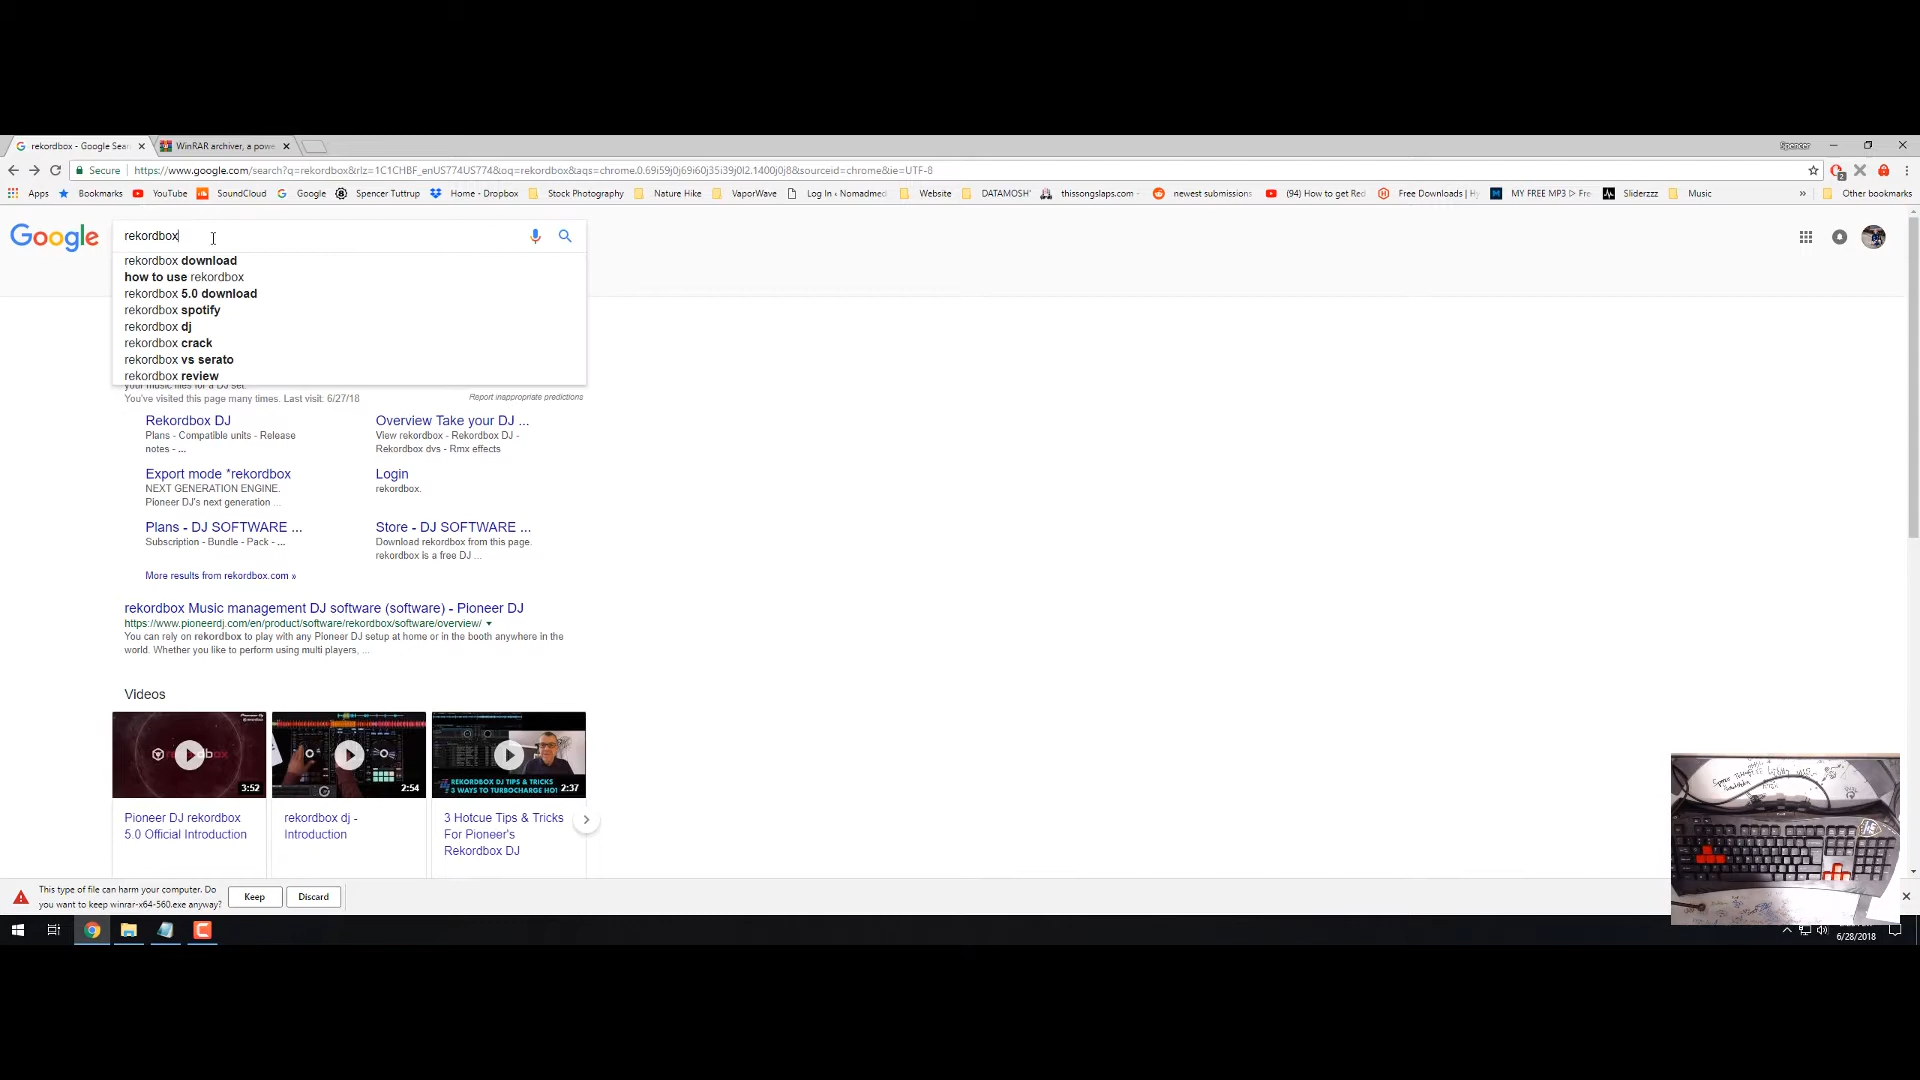 rekordbox - Google Sear
WinRAR archiver, a powe
Spencer
Secure
https://www.google.com/search?q=rekordbox&rlz=1C1CHBF_enUS774US774&oq=rekordbox&aqs=chrome.0.69i59j0j69i60j35i39j0l2.1400j0j8&sourceid=chrome&ie=UTF-8
Apps Bookmarks YouTube SoundCloud Google Spencer Tuttrup Home - Dropbox Stock Photography Nature Hike VaporWave Log In ‹ Nomadmed Website DATAMOSH' thissongslaps.com - newest submissions (94) How to get Red Free Downloads | Hy MY FREE MP3 ▷ Fre Sliderzzz Music » Other bookmarks
Google
rekordbox
rekordbox download
how to use rekordbox
rekordbox 5.0 download
rekordbox spotify
rekordbox dj
rekordbox crack
rekordbox vs serato
rekordbox review
your music files for a DJ set.
You've visited this page many times. Last visit: 6/27/18
Report inappropriate predictions
Rekordbox DJ
Plans - Compatible units - Release
notes - ...
Overview Take your DJ ...
View rekordbox - Rekordbox DJ -
Rekordbox dvs - Rmx effects
Export mode *rekordbox
NEXT GENERATION ENGINE.
Pioneer DJ's next generation ...
Login
rekordbox.
Plans - DJ SOFTWARE ...
Subscription - Bundle - Pack - ...
Store - DJ SOFTWARE ...
Download rekordbox from this page.
rekordbox is a free DJ ...
More results from rekordbox.com »
rekordbox Music management DJ software (software) - Pioneer DJ
https://www.pioneerdj.com/en/product/software/rekordbox/software/overview/
You can rely on rekordbox to play with any Pioneer DJ setup at home or in the booth anywhere in the
world. Whether you like to perform using multi players, ...
Videos
3:52
2:54
REKORDBOX DJ TIPS & TRICKS
3 WAYS TO TURBOCHARGE HOT
2:37
Pioneer DJ rekordbox
5.0 Official Introduction
rekordbox dj -
Introduction
3 Hotcue Tips & Tricks
For Pioneer's
Rekordbox DJ
This type of file can harm your computer. Do
you want to keep winrar-x64-560.exe anyway?
Keep
Discard
6/28/2018